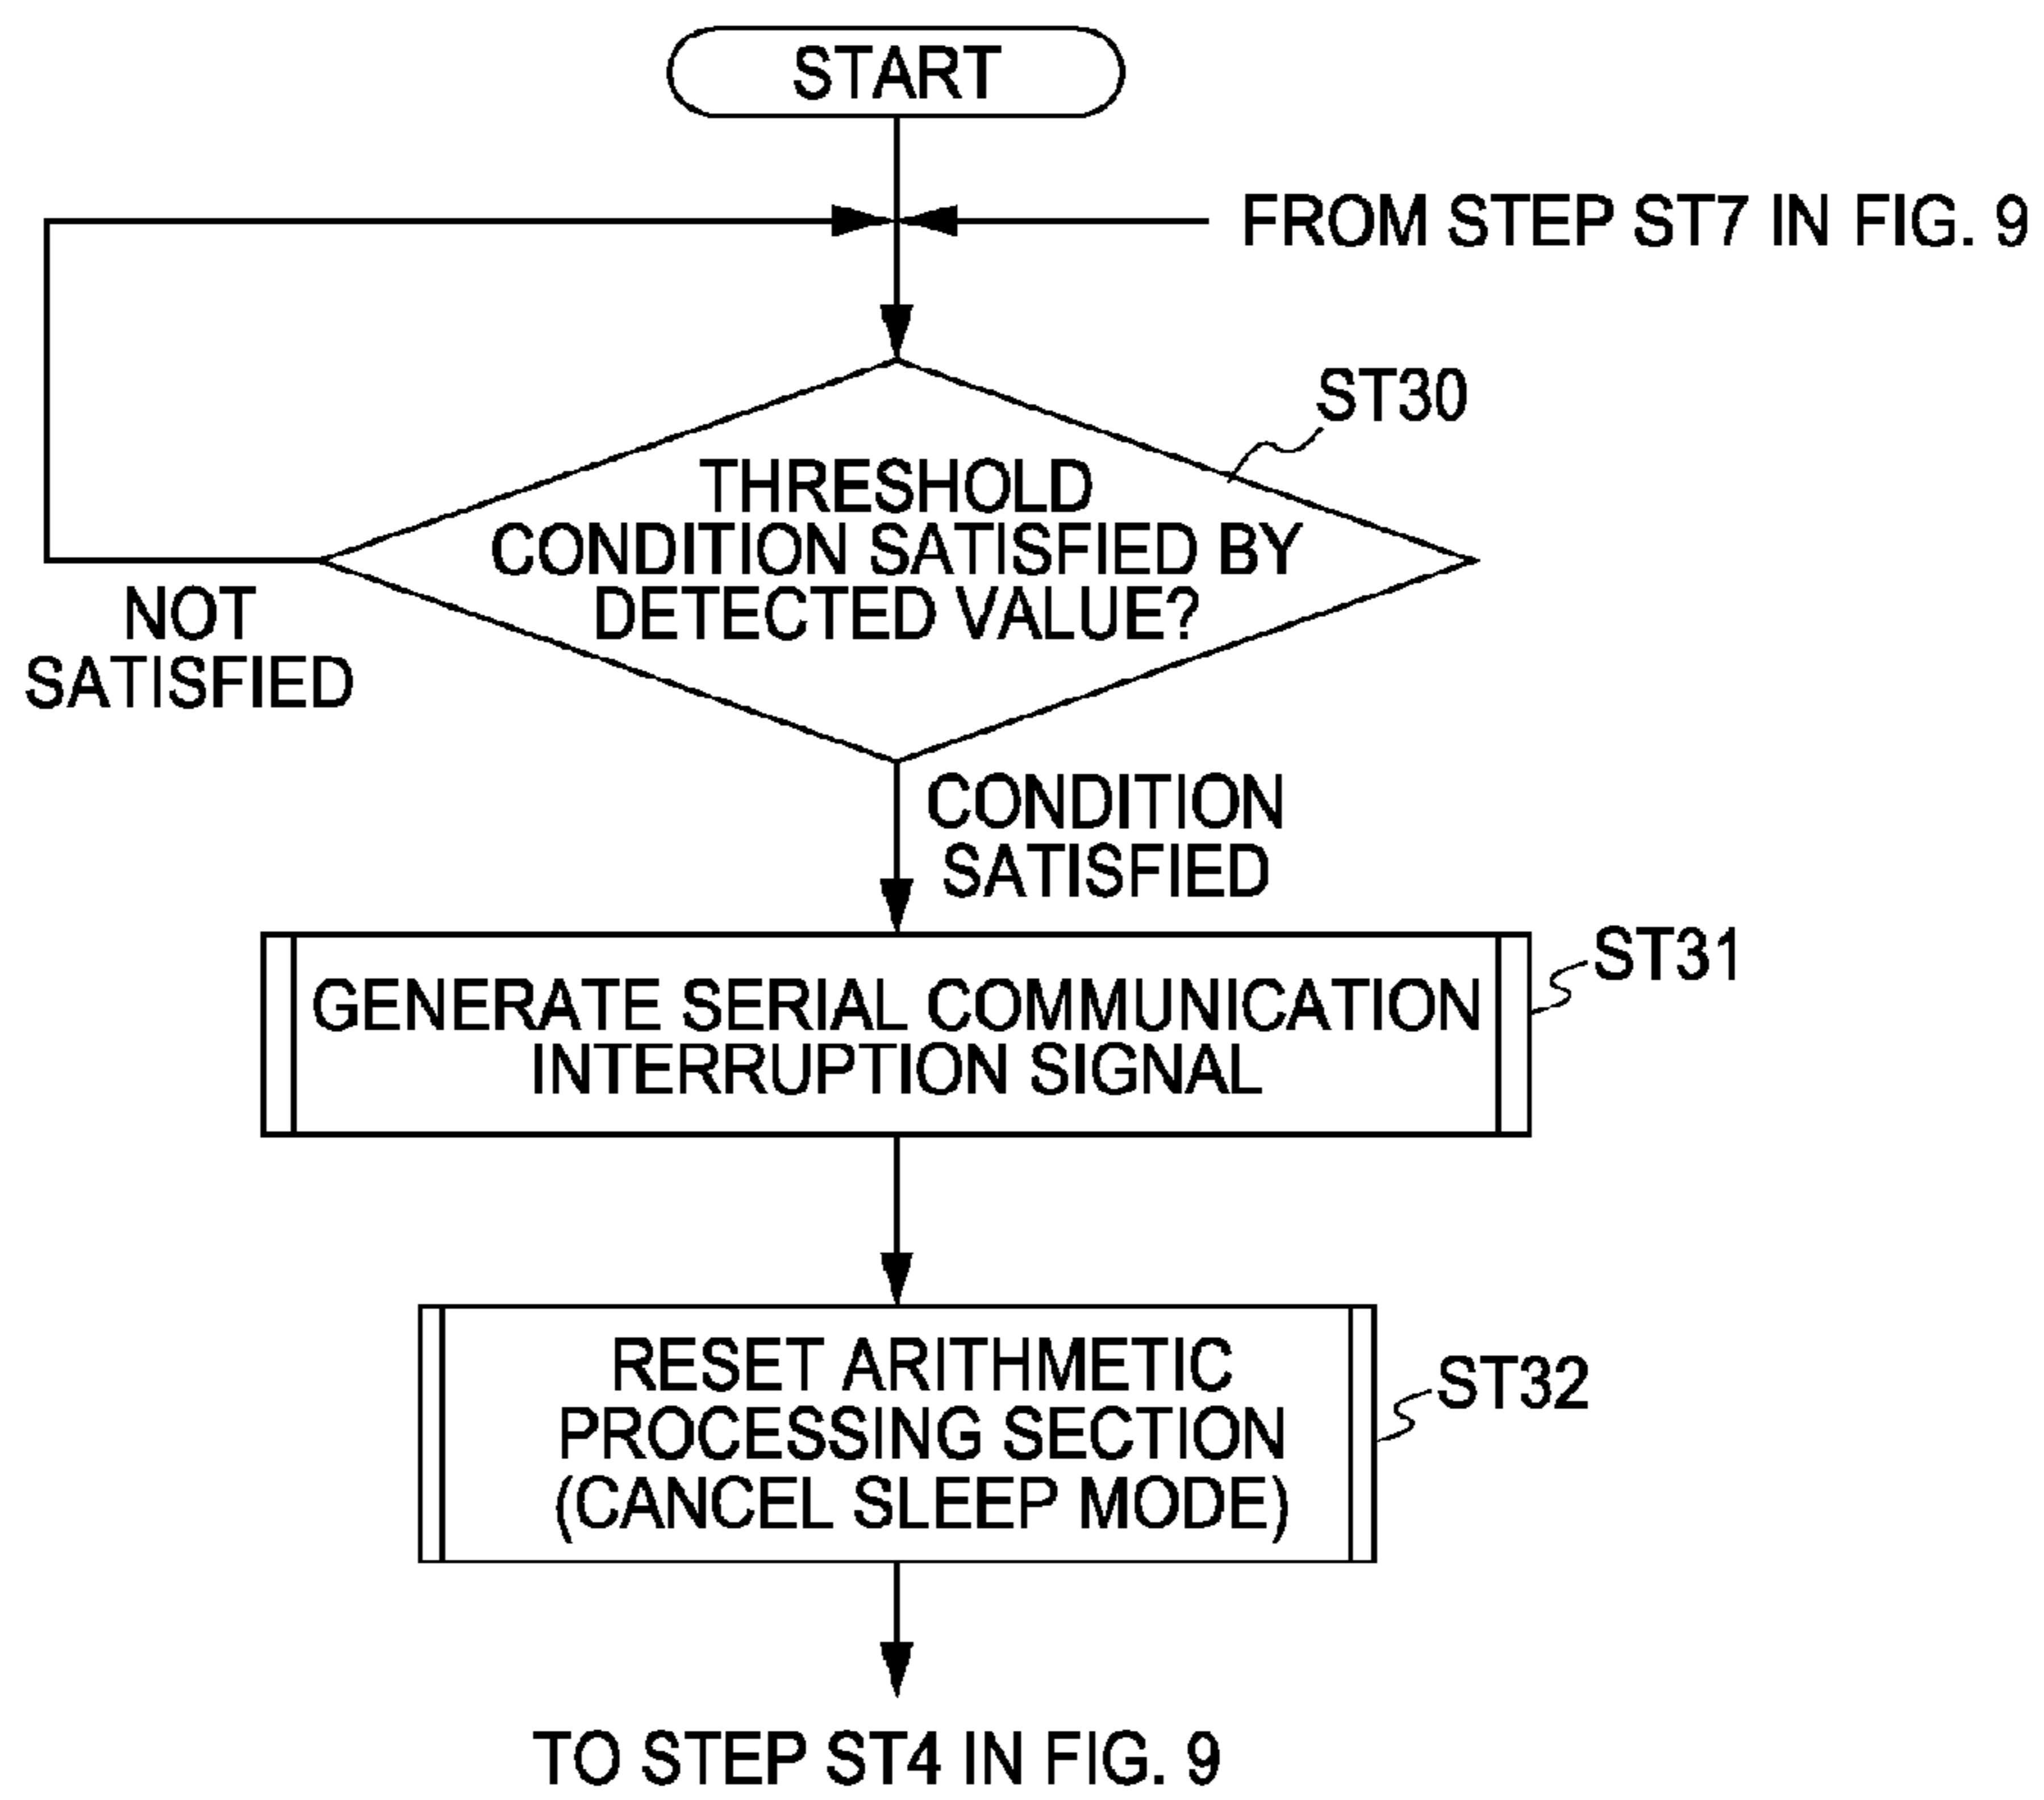 START
FROM STEP ST7 IN FIG. 9
ST30
THRESHOLD
CONDITION SATISFIED BY
DETECTED VALUE?
NOT
SATISFIED
CONDITION
SATISFIED
ST31
GENERATE SERIAL COMMUNICATION
INTERRUPTION SIGNAL
RESET ARITHMETIC
PROCESSING SECTION
(CANCEL SLEEP MODE)
ST32
TO STEP ST4 IN FIG. 9